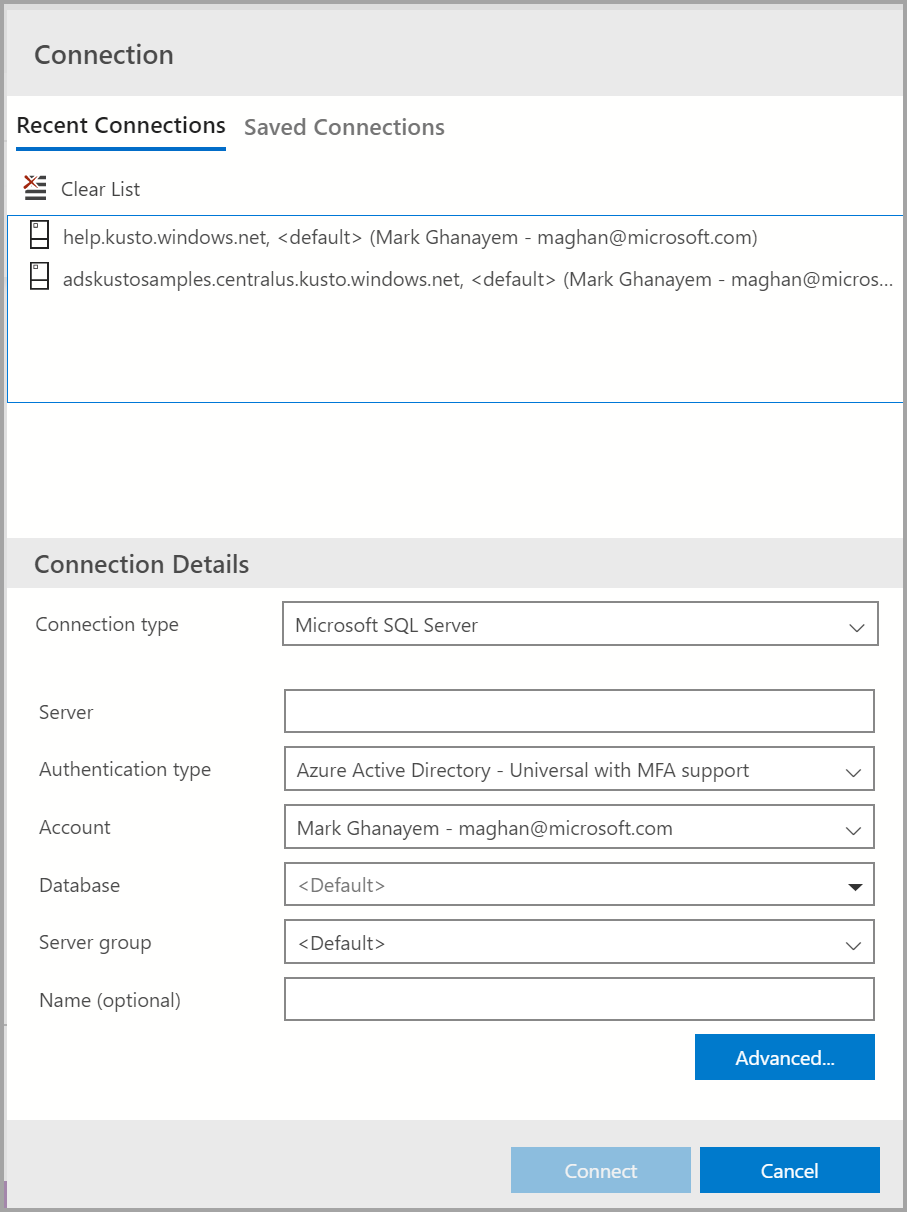 Connection
Recent Connections Saved Connections
Clear List
help.kusto.windows.net, <default> (Mark Ghanayem - maghan@microsoft.com)
adskustosamples.centralus.kusto.windows.net, <default> (Mark Ghanayem - maghan@micros...
Connection Details
Connection type Microsoft SQL Server
Server
Authentication type Azure Active Directory - Universal with MFA support
Account Mark Ghanayem - maghan@microsoft.com
Database <Default>
Server group <Default>
Name (optional)
Advanced...
Connect Cancel